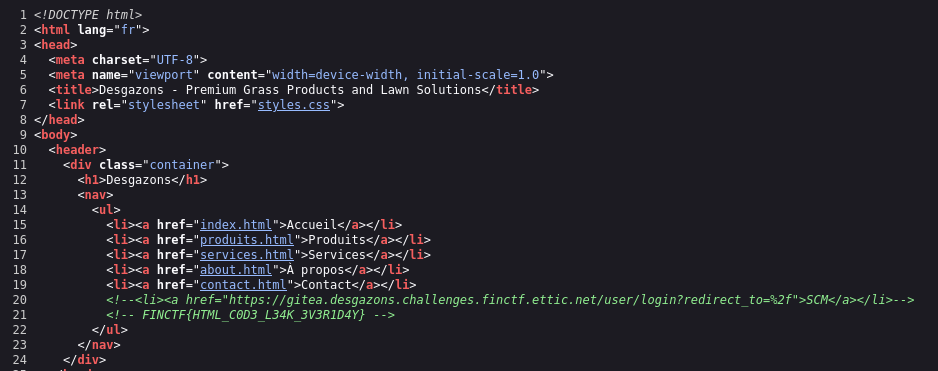 1 <!DOCTYPE html>
2 <html lang="fr">
3 <head>
4   <meta charset="UTF-8">
5   <meta name="viewport" content="width=device-width, initial-scale=1.0">
6   <title>Desgazons - Premium Grass Products and Lawn Solutions</title>
7   <link rel="stylesheet" href="styles.css">
8 </head>
9 <body>
10   <header>
11     <div class="container">
12       <h1>Desgazons</h1>
13       <nav>
14         <ul>
15           <li><a href="index.html">Accueil</a></li>
16           <li><a href="produits.html">Produits</a></li>
17           <li><a href="services.html">Services</a></li>
18           <li><a href="about.html">À propos</a></li>
19           <li><a href="contact.html">Contact</a></li>
20           <!--<li><a href="https://gitea.desgazons.challenges.finctf.ettic.net/user/login?redirect_to=%2f">SCM</a></li>-->
21           <!-- FINCTF{HTML_C0D3_L34K_3V3R1D4Y} -->
22         </ul>
23       </nav>
24     </div>